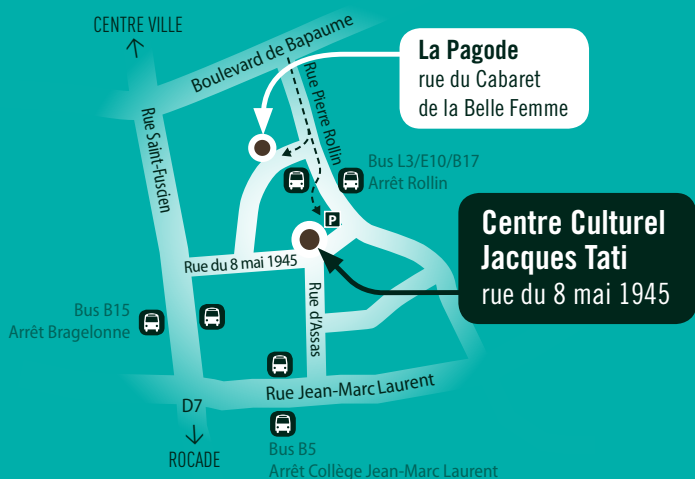 CENTRE VILLE
Boulevard de Bapaume
La Pagode
rue du Cabaret
de la Belle Femme
Rue Saint-Fuscien
Rue Pierre Rollin
Bus L3/E10/B17
Arrêt Rollin
P
Centre Culturel
Jacques Tati
rue du 8 mai 1945
Rue du 8 mai 1945
Rue d'Assas
Bus B15
Arrêt Bragelonne
Rue Jean-Marc Laurent
D7
ROCADE
Bus B5
Arrêt Collège Jean-Marc Laurent